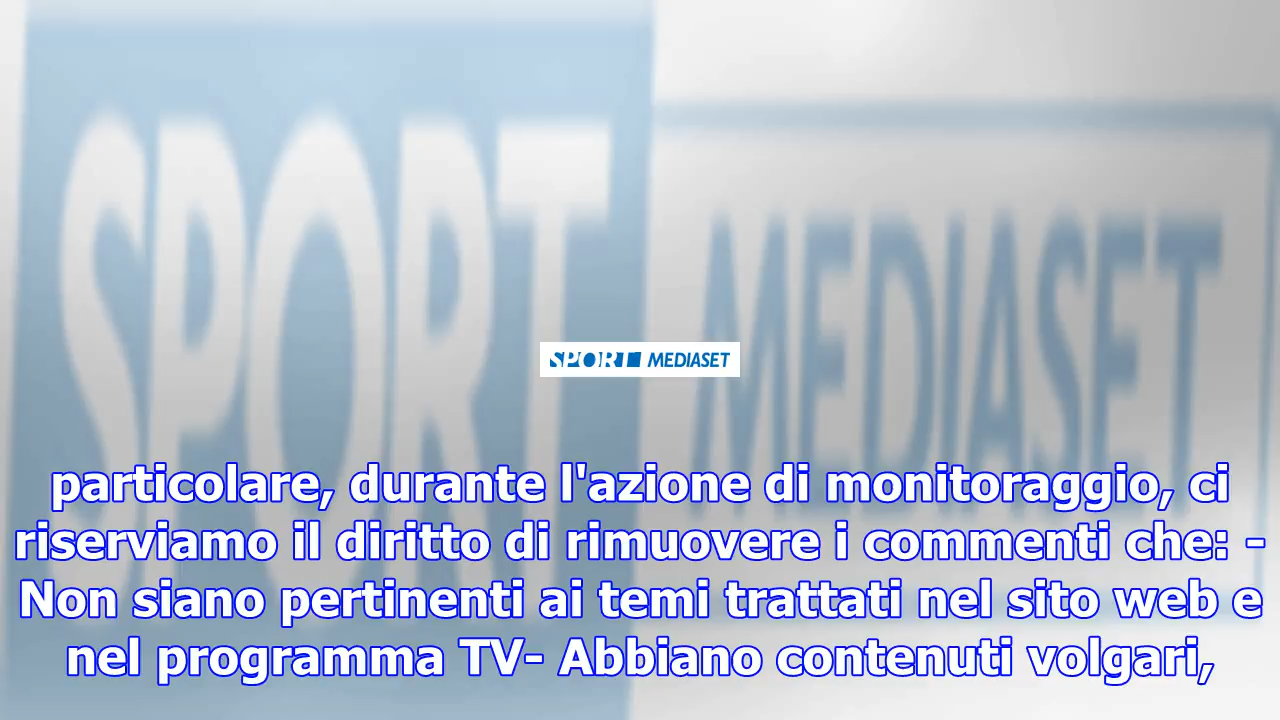 SPORT MEDIASET
SPORT MEDIASET
particolare, durante l'azione di monitoraggio, ci
riserviamo il diritto di rimuovere i commenti che: -
Non siano pertinenti ai temi trattati nel sito web e
nel programma TV- Abbiano contenuti volgari,